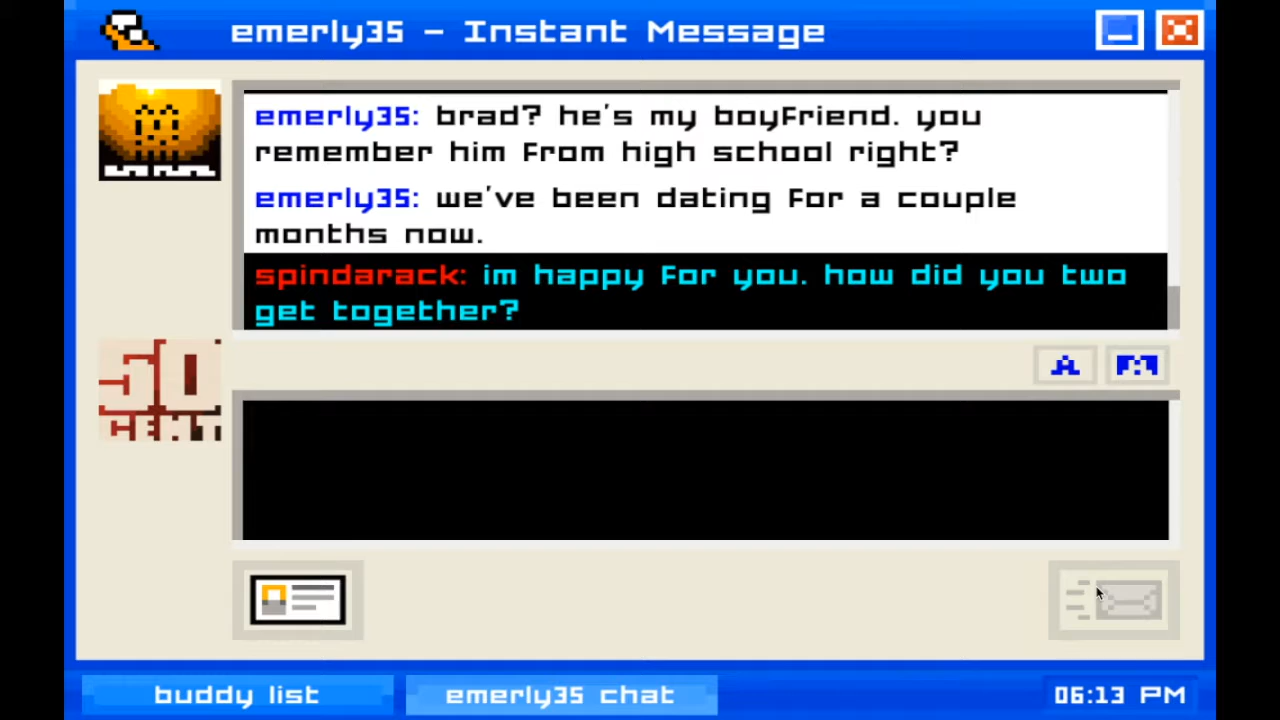 emerly35 - Instant Message
emerly35: brad? he's my boyfriend. you
remember him from high school right?
emerly35: we've been dating for a couple
months now.
spindarack: im happy for you. how did you two
get together?
50
A
buddy list
emerly35 chat
06:13 PM